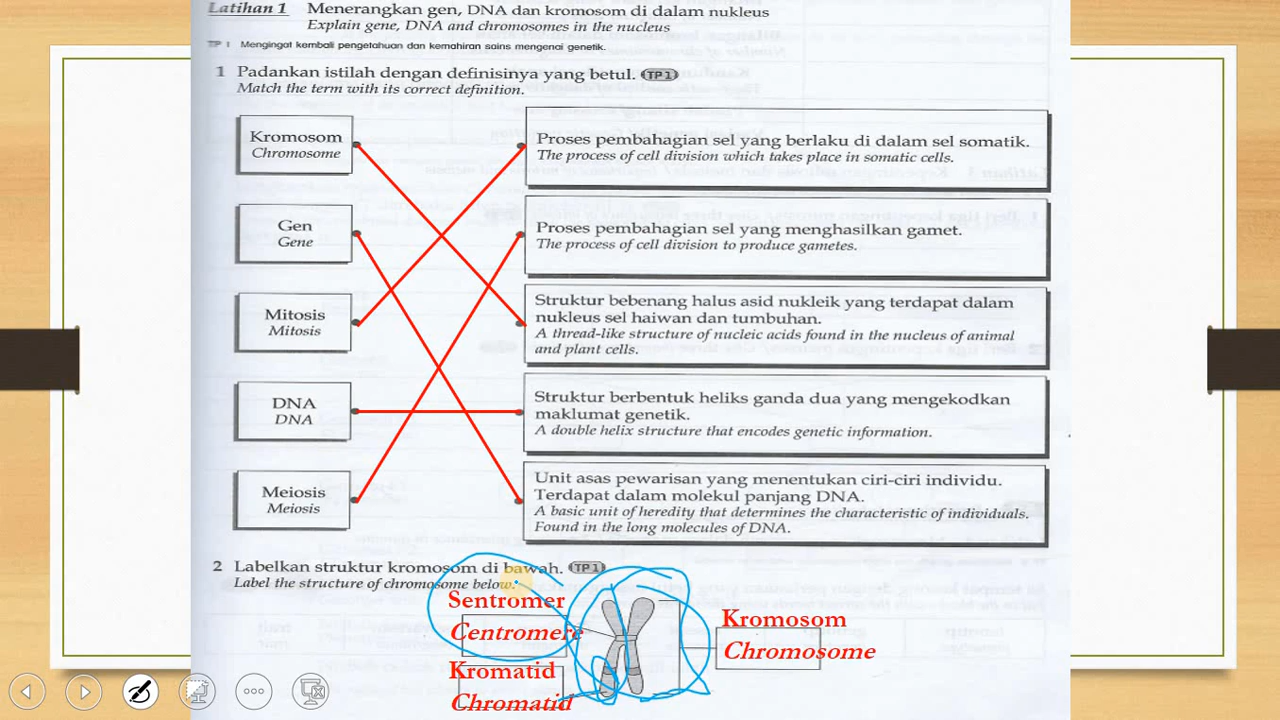 Latihan 1 Menerangkan gen, DNA dan kromosom di dalam nukleus
Explain gene, DNA and chromosomes in the nucleus
TP 1 Mengingat kembali pengetahuan dan kemahiran sains mengenai genetik.
1 Padankan istilah dengan definisinya yang betul. TP1
Match the term with its correct definition.
Kromosom
Chromosome
Proses pembahagian sel yang berlaku di dalam sel somatik.
The process of cell division which takes place in somatic cells.
Gen
Gene
Proses pembahagian sel yang menghasilkan gamet.
The process of cell division to produce gametes.
Mitosis
Mitosis
Struktur bebenang halus asid nukleik yang terdapat dalam
nukleus sel haiwan dan tumbuhan.
A thread-like structure of nucleic acids found in the nucleus of animal
and plant cells.
DNA
DNA
Struktur berbentuk heliks ganda dua yang mengekodkan
maklumat genetik.
A double helix structure that encodes genetic information.
Meiosis
Meiosis
Unit asas pewarisan yang menentukan ciri-ciri individu.
Terdapat dalam molekul panjang DNA.
A basic unit of heredity that determines the characteristic of individuals.
Found in the long molecules of DNA.
2 Labelkan struktur kromosom di bawah. TP1
Label the structure of chromosome below.
Sentromer
Centromere
Kromatid
Chromatid
Kromosom
Chromosome